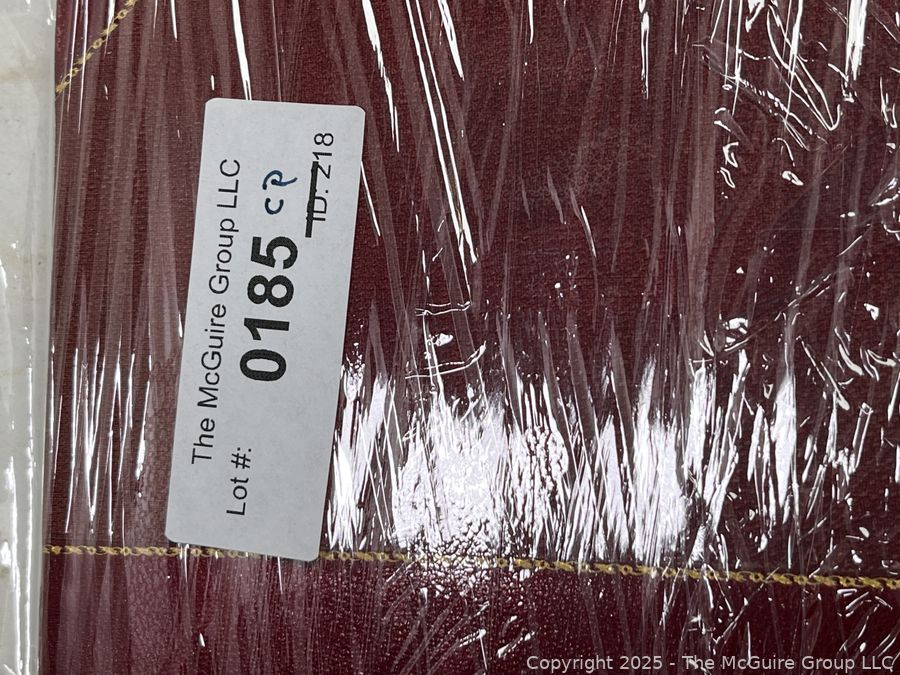 The McGuire Group LLC
Lot #: 0185 CP
ID: Z18
Copyright 2025 - The McGuire Group LLC